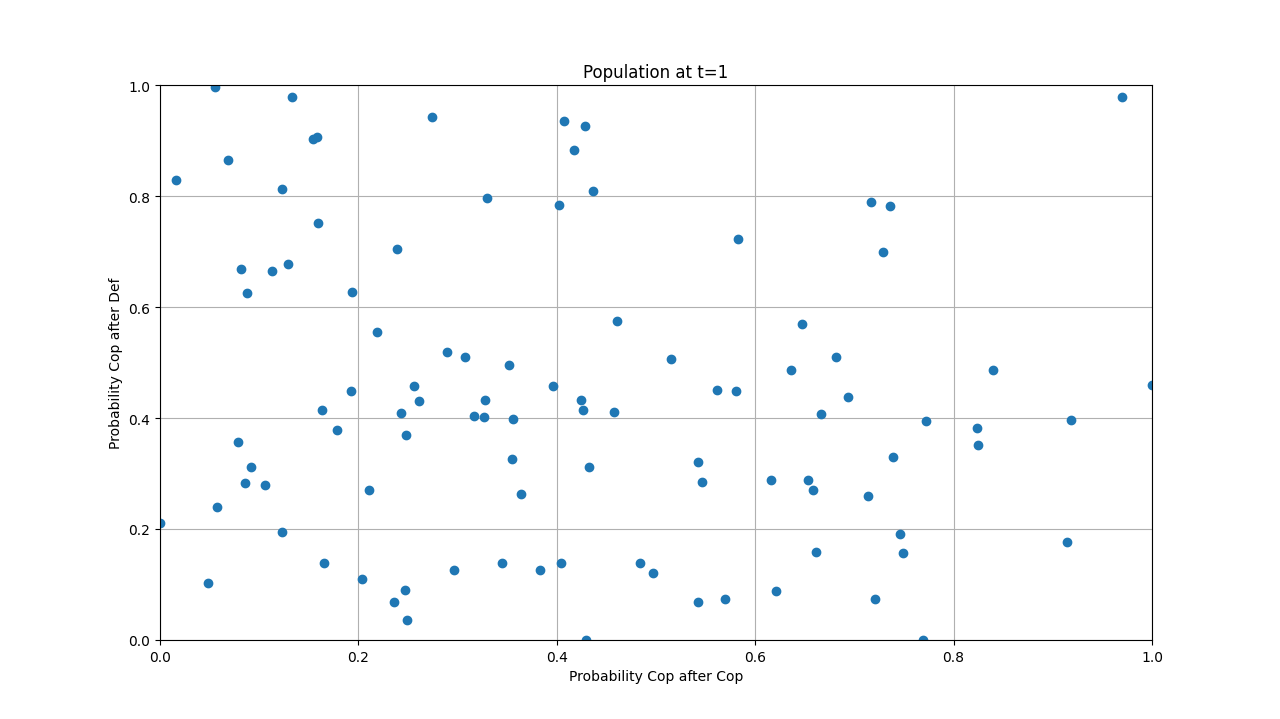 Population at t=1
1.0
0.8
0.6
0.4
0.2
0.0
Probability Cop after Def
0.0 0.2 0.4 0.6 0.8 1.0
Probability Cop after Cop